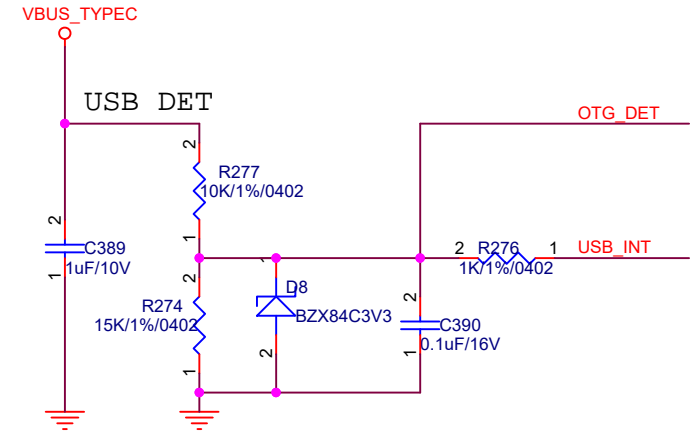 VBUS_TYPEC
USB DET
OTG_DET
2
R277
10K/1%/0402
1
2
C389
1uF/10V
1
2
R274
15K/1%/0402
1
1
D8
BZX84C3V3
2
2
R276
1
1K/1%/0402
USB_INT
2
C390
0.1uF/16V
1